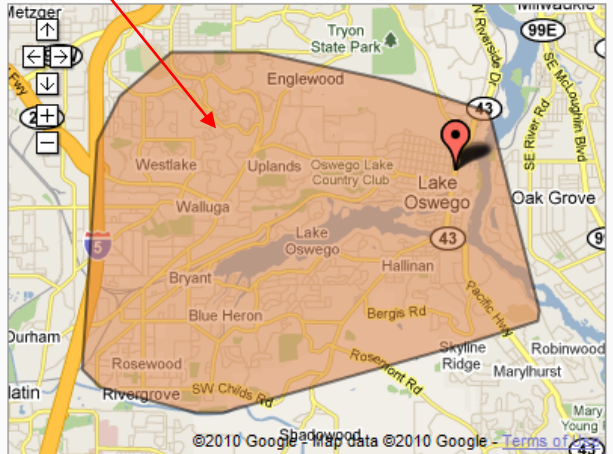 Metzger
Milwaukie
99E
Tryon
State Park
W Riverside Dr
SE McLoughlin Blvd
Englewood
43
SE River Rd
Westlake
Uplands
Oswego Lake
Country Club
Lake
Oswego
Oak Grove
Walluga
43
Lake
Oswego
5
Hallinan
Bryant
Pacific Hwy
Bergis Rd
Blue Heron
Durham
Skyline
Ridge
Robinwood
Rosemont Rd
Rosewood
Marylhurst
Rivergrove
SW Childs Rd
Shadowood
©2010 Google - Map data ©2010 Google - Terms of Use
43